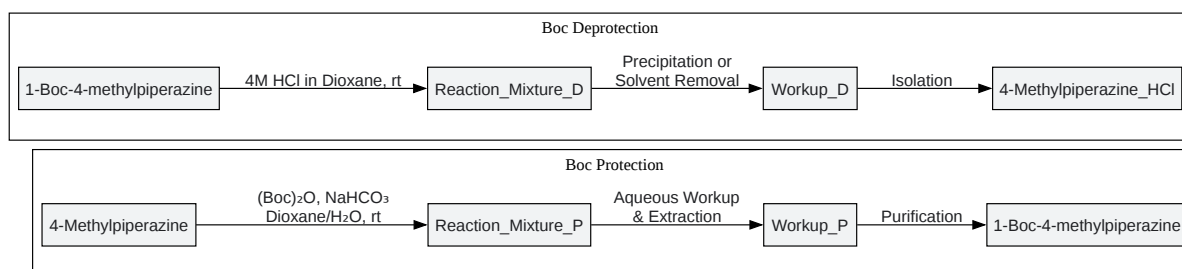 Boc Deprotection
1-Boc-4-methylpiperazine
4M HCl in Dioxane, rt
Reaction_Mixture_D
Precipitation or
Solvent Removal
Workup_D
Isolation
4-Methylpiperazine_HCl
Boc Protection
4-Methylpiperazine
(Boc)₂O, NaHCO₃
Dioxane/H₂O, rt
Reaction_Mixture_P
Aqueous Workup
& Extraction
Workup_P
Purification
1-Boc-4-methylpiperazine